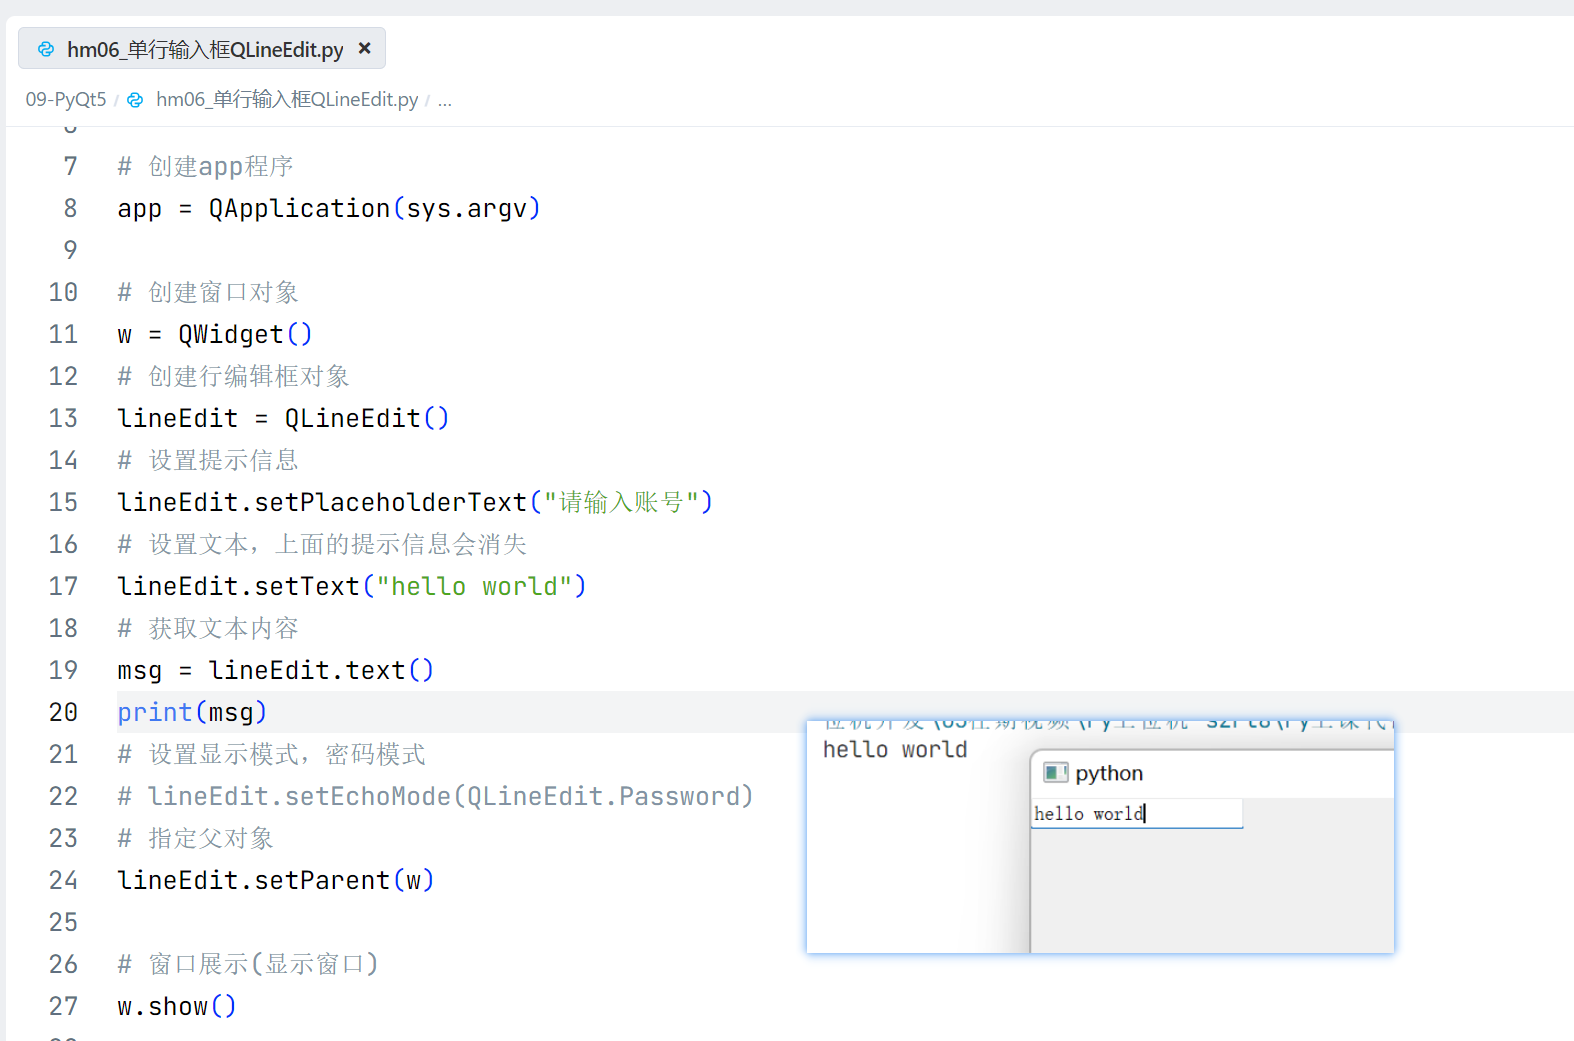 hm06_单行输入框QLineEdit.py ×
09-PyQt5 / hm06_单行输入框QLineEdit.py / ...
7 # 创建app程序
8 app = QApplication(sys.argv)
9
10 # 创建窗口对象
11 w = QWidget()
12 # 创建行编辑框对象
13 lineEdit = QLineEdit()
14 # 设置提示信息
15 lineEdit.setPlaceholderText("请输入账号")
16 # 设置文本，上面的提示信息会消失
17 lineEdit.setText("hello world")
18 # 获取文本内容
19 msg = lineEdit.text()
20 print(msg)
21 # 设置显示模式，密码模式
22 # lineEdit.setEchoMode(QLineEdit.Password)
23 # 指定父对象
24 lineEdit.setParent(w)
25
26 # 窗口展示(显示窗口)
27 w.show()
hello world
python
hello world